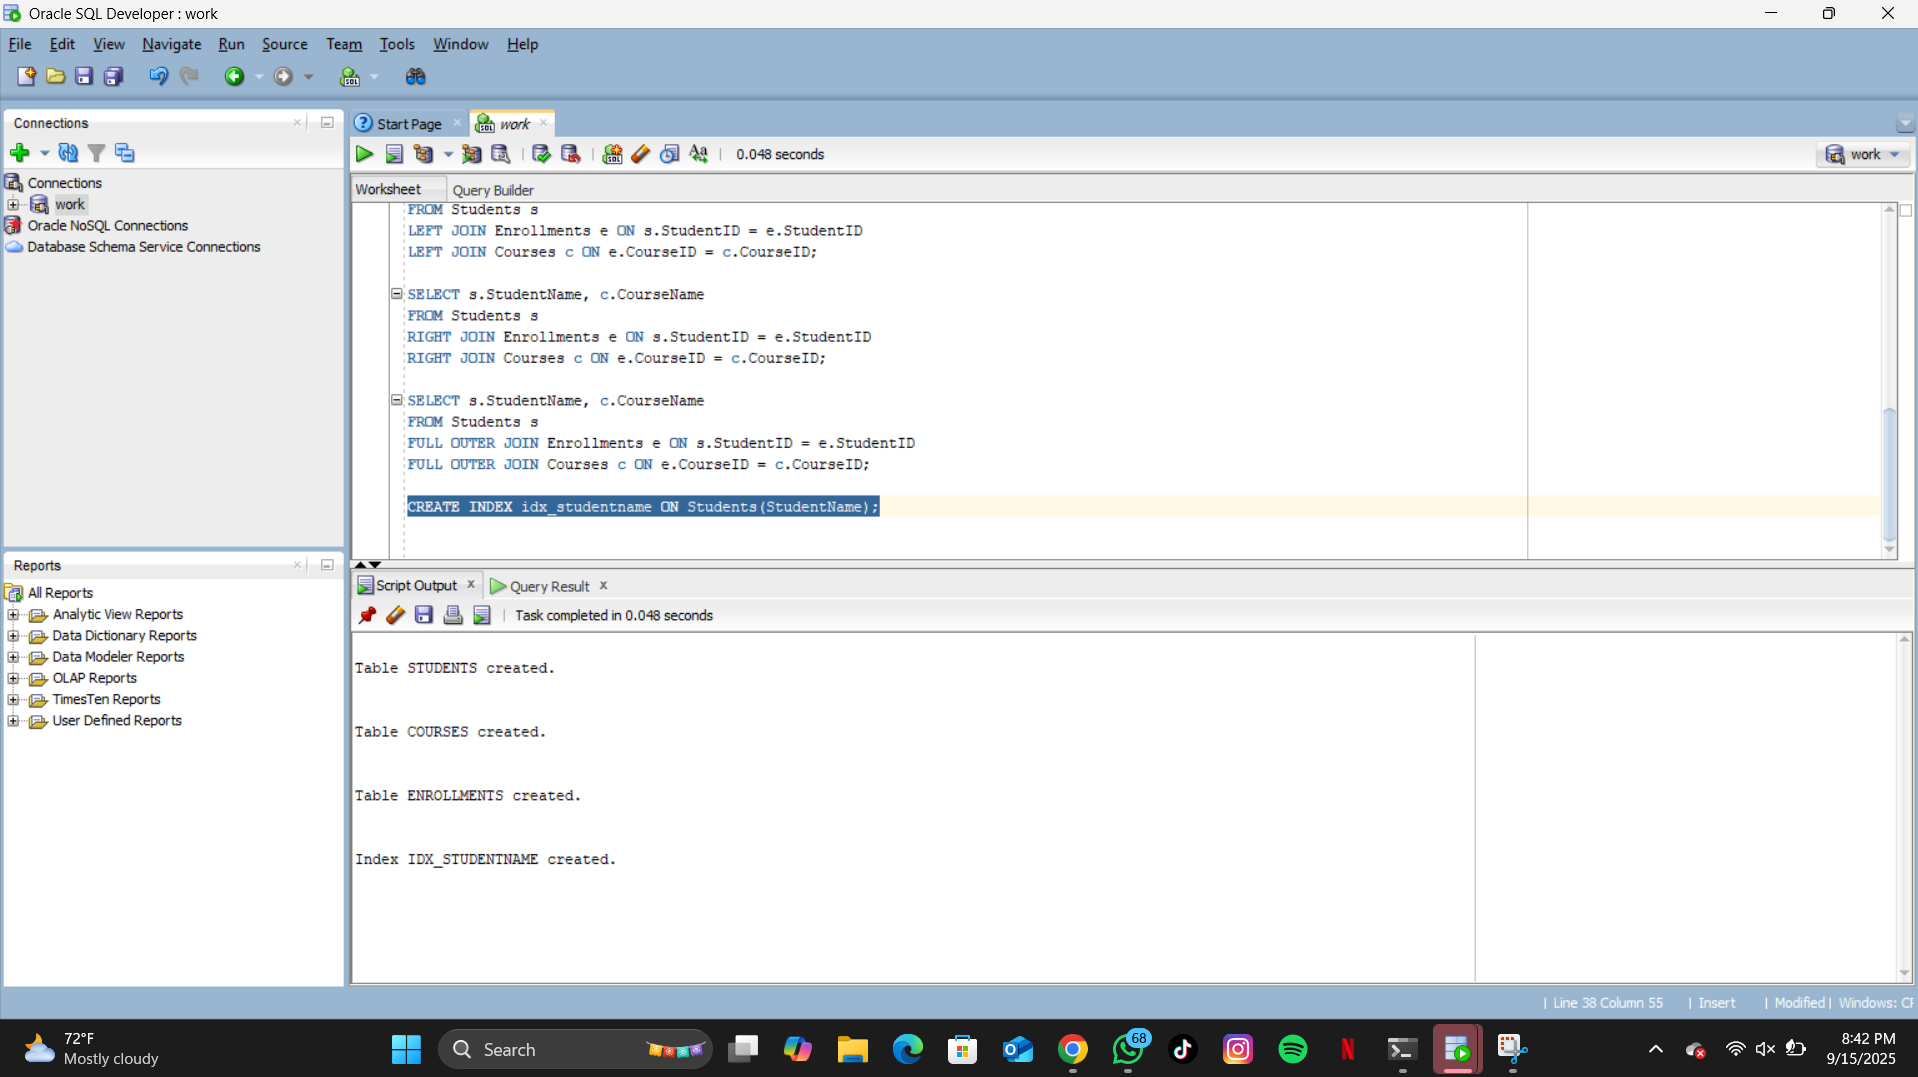 Oracle SQL Developer : work
File Edit View Navigate Run Source Team Tools Window Help
Connections
Start Page
work
0.048 seconds
work
Worksheet
Query Builder
Connections
work
Oracle NoSQL Connections
Database Schema Service Connections
FROM Students s
LEFT JOIN Enrollments e ON s.StudentID = e.StudentID
LEFT JOIN Courses c ON e.CourseID = c.CourseID;
SELECT s.StudentName, c.CourseName
FROM Students s
RIGHT JOIN Enrollments e ON s.StudentID = e.StudentID
RIGHT JOIN Courses c ON e.CourseID = c.CourseID;
SELECT s.StudentName, c.CourseName
FROM Students s
FULL OUTER JOIN Enrollments e ON s.StudentID = e.StudentID
FULL OUTER JOIN Courses c ON e.CourseID = c.CourseID;
CREATE INDEX idx_studentname ON Students(StudentName);
Reports
All Reports
Analytic View Reports
Data Dictionary Reports
Data Modeler Reports
OLAP Reports
TimesTen Reports
User Defined Reports
Script Output
Query Result
Task completed in 0.048 seconds
Table STUDENTS created.
Table COURSES created.
Table ENROLLMENTS created.
Index IDX_STUDENTNAME created.
| Line 38 Column 55 | Insert | Modified | Windows: CF
72°F
Mostly cloudy
Search
68
8:42 PM
9/15/2025